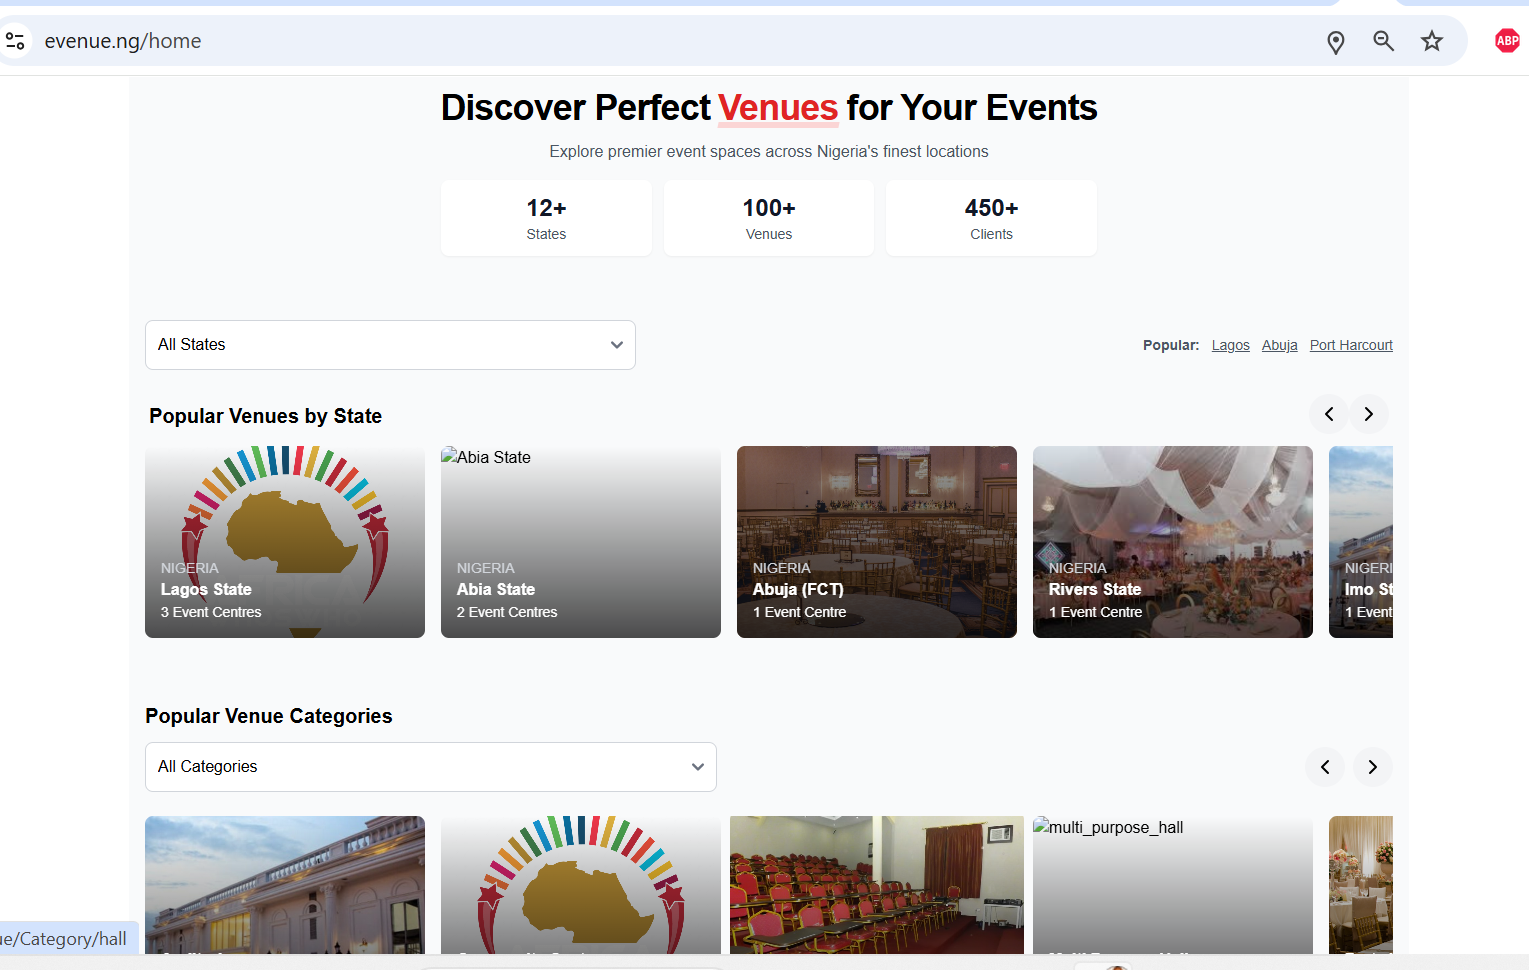 evenue.ng/home
ABP
Discover Perfect Venues for Your Events
Explore premier event spaces across Nigeria's finest locations
12+
States
100+
Venues
450+
Clients
All States
Popular: Lagos Abuja Port Harcourt
Popular Venues by State
NIGERIA
Lagos State
3 Event Centres
Abia State
NIGERIA
Abia State
2 Event Centres
NIGERIA
Abuja (FCT)
1 Event Centre
NIGERIA
Rivers State
1 Event Centre
NIGERI
Imo St
1 Event
Popular Venue Categories
All Categories
multi_purpose_hall
ue/Category/hall